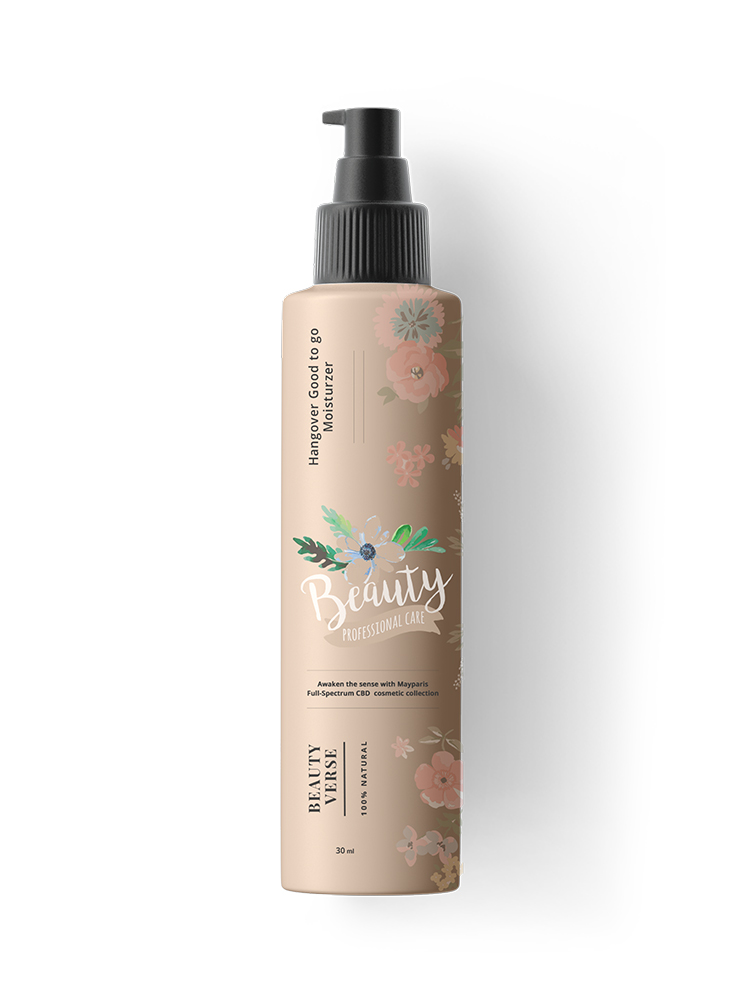 Hangover Good to go
Moisturzer
Beauty
PROFESSIONAL CARE
Awaken the sense with Mayparis
Full-Spectrum CBD cosmetic collection
BEAUTY
VERSE
100% NATURAL
30 ml